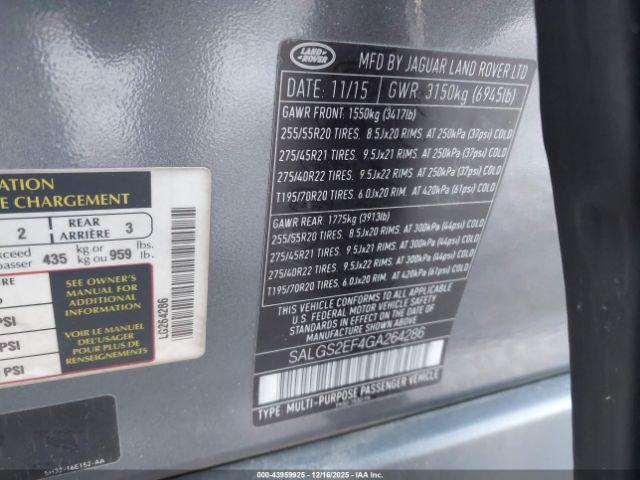 LAND ROVER
MFD BY JAGUAR LAND ROVER LTD
DATE: 11/15 GWR: 3150kg (6945lb)
GAWR FRONT: 1550kg (3417lb)
255/55R20 TIRES. 8.5Jx20 RIMS. AT 250kPa (37psi) COLD
275/45R21 TIRES. 9.5Jx21 RIMS. AT 250kPa (37psi) COLD
275/40R22 TIRES. 9.5Jx22 RIMS. AT 250kPa (37psi) COLD
T195/70R20 TIRES. 6.0Jx20 RIM. AT 420kPa (61psi) COLD
GAWR REAR: 1775kg (3913lb)
255/55R20 TIRES. 8.5Jx20 RIMS. AT 300kPa (44psi) COLD
275/45R21 TIRES. 9.5Jx21 RIMS. AT 300kPa (44psi) COLD
275/40R22 TIRES. 9.5Jx22 RIMS. AT 300kPa (44psi) COLD
T195/70R20 TIRES. 6.0Jx20 RIM. AT 420kPa (61psi) COLD
THIS VEHICLE CONFORMS TO ALL APPLICABLE
U.S. FEDERAL MOTOR VEHICLE SAFETY AND
THEFT PREVENTION STANDARDS IN EFFECT ON
THE DATE OF MANUFACTURE SHOWN ABOVE
SALGS2EF4GA264286
TYPE: MULTI-PURPOSE PASSENGER VEHICLE
ATION
E CHARGEMENT
2 REAR ARRIÈRE 3
xceed
passer 435 kg or kg ou 959 lbs. lb.
SEE OWNER'S
MANUAL FOR
ADDITIONAL
INFORMATION
VOIR LE MANUEL
DEL'USAGER
POUR PLUS DE
RENSEIGNEMENTS
PSI
PSI
LG264286
© 43959925 - 12/16/2025 - IAAI.COM